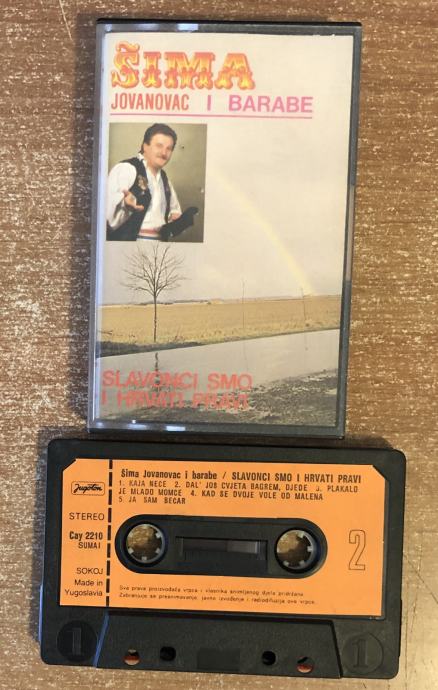 ŠIMA
JOVANOVAC I BARABE
SLAVONCI SMO
I HRVATI PRAVI
Šima Jovanovac i barabe / SLAVONCI SMO I HRVATI PRAVI
1. KAJA NEĆE 2. DAL' JOŠ CVJETA BAGREM, DJEDE 3. PLAKALO
JE MLADO MOMČE 4. KAD SE DVOJE VOLE OD MALENA
5. JA SAM BEĆAR
Jugoton
STEREO
Cay 2210
SUMAI
SOKOJ
Made in
Yugoslavia
2
Sva prava proizvođača vrpce i vlasnika snimljenog djela pridržana.
Zabranjuje se presnimavanje, javno izvođenje i radiodifuzija ove vrpce.
1
1